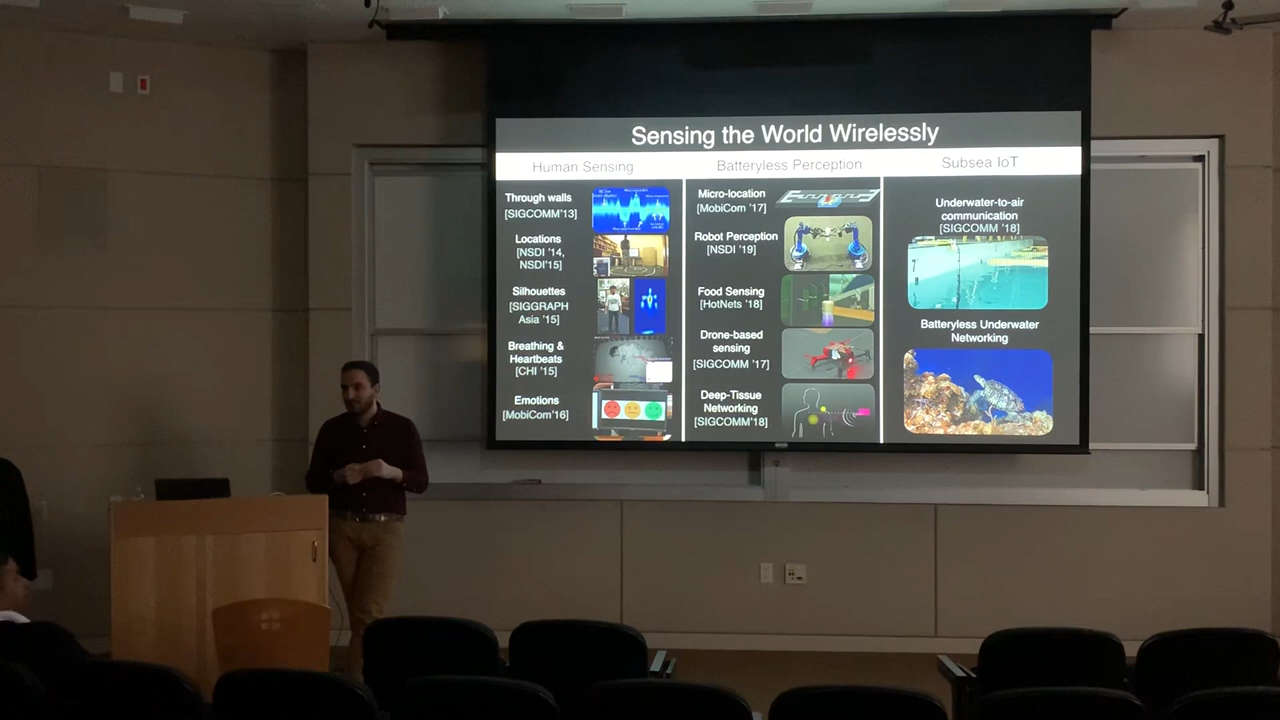 Sensing the World Wirelessly
Human Sensing
Batteryless Perception
Subsea IoT
Through walls
[SIGCOMM'13]
Locations
[NSDI '14,
NSDI'15]
Silhouettes
[SIGGRAPH
Asia '15]
Breathing &
Heartbeats
[CHI '15]
Emotions
[MobiCom'16]
Micro-location
[MobiCom '17]
Robot Perception
[NSDI '19]
Food Sensing
[HotNets '18]
Drone-based
sensing
[SIGCOMM '17]
Deep-Tissue
Networking
[SIGCOMM'18]
Underwater-to-air
communication
[SIGCOMM '18]
Batteryless Underwater
Networking